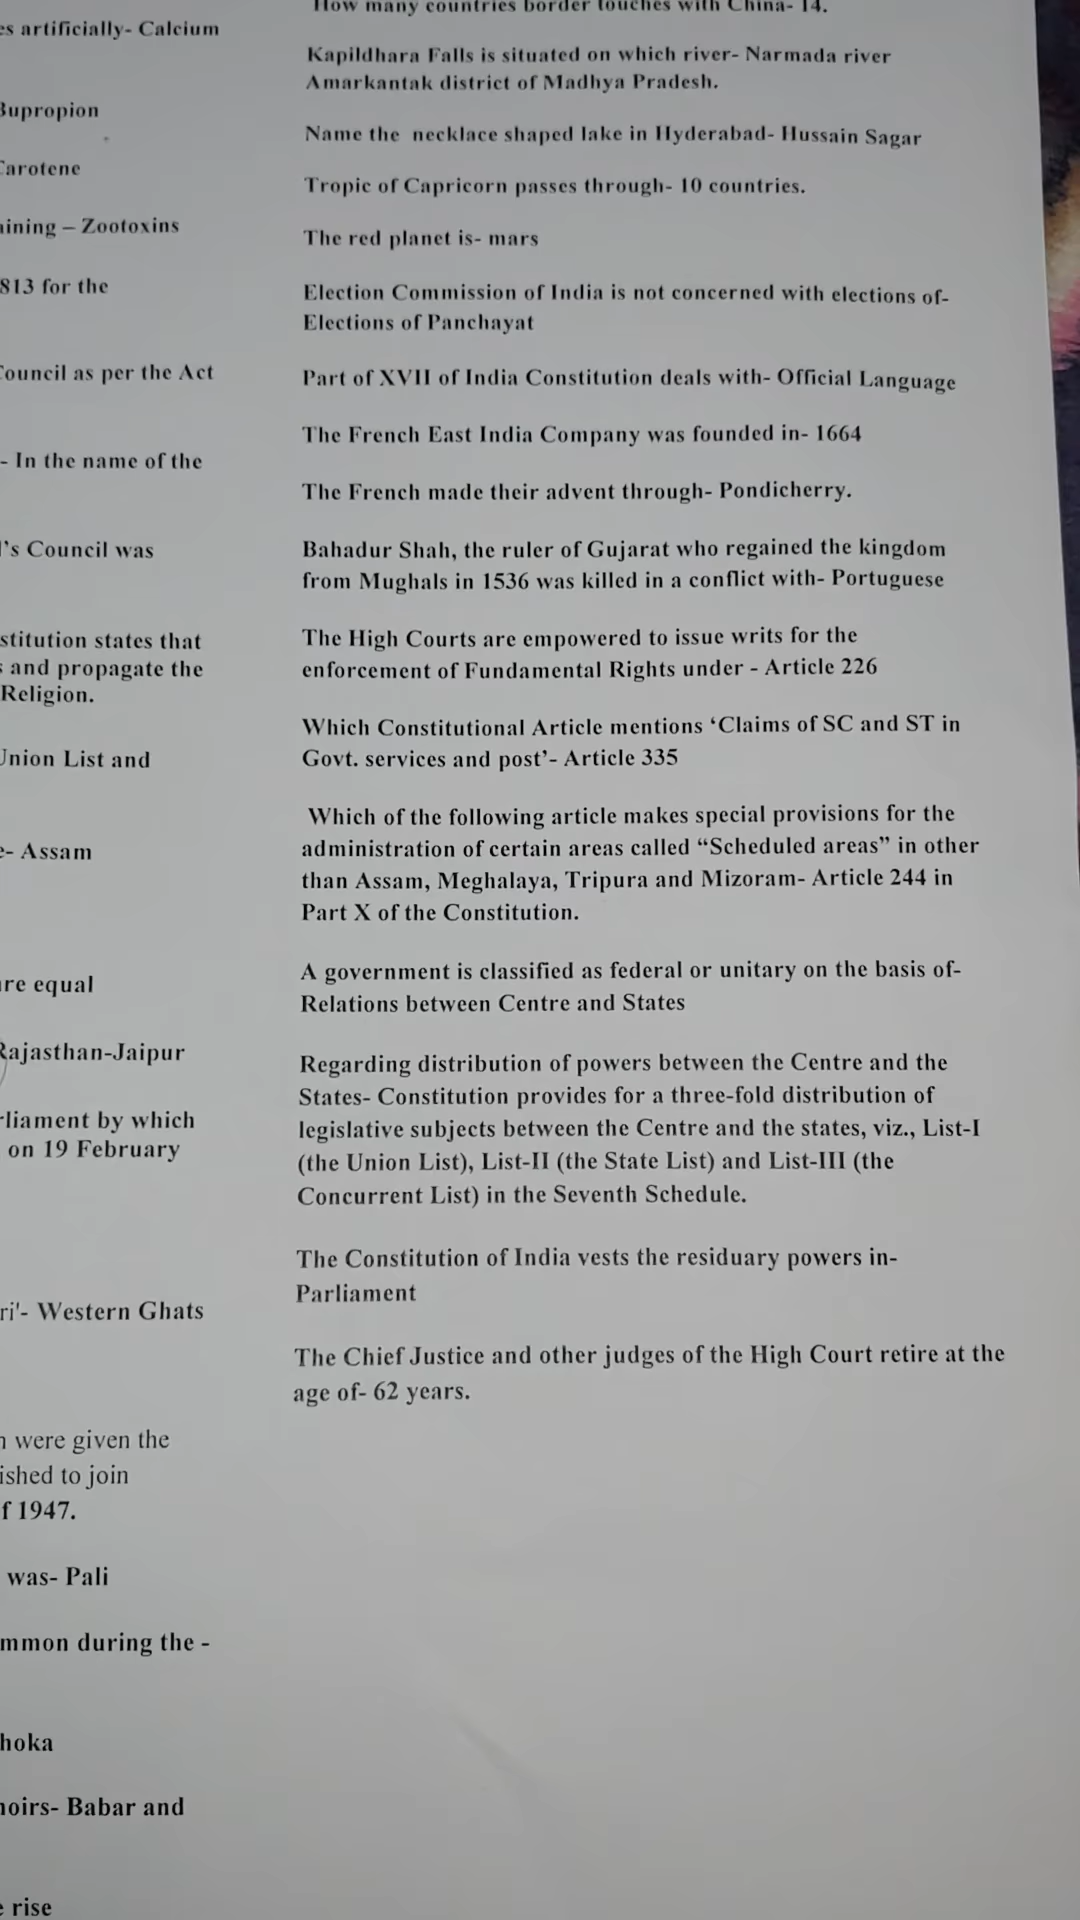 es artificially- Calcium
Bupropion
Carotene
aining – Zootoxins
813 for the
Council as per the Act
- In the name of the
l's Council was
stitution states that
s and propagate the
Religion.
Union List and
e- Assam
are equal
Rajasthan-Jaipur
rliament by which
on 19 February
ri'- Western Ghats
n were given the
ished to join
f 1947.
was- Pali
mmon during the -
hoka
noirs- Babar and
e rise
How many countries border touches with China- 14.
Kapildhara Falls is situated on which river- Narmada river
Amarkantak district of Madhya Pradesh.
Name the necklace shaped lake in Hyderabad- Hussain Sagar
Tropic of Capricorn passes through- 10 countries.
The red planet is- mars
Election Commission of India is not concerned with elections of-
Elections of Panchayat
Part of XVII of India Constitution deals with- Official Language
The French East India Company was founded in- 1664
The French made their advent through- Pondicherry.
Bahadur Shah, the ruler of Gujarat who regained the kingdom
from Mughals in 1536 was killed in a conflict with- Portuguese
The High Courts are empowered to issue writs for the
enforcement of Fundamental Rights under - Article 226
Which Constitutional Article mentions ‘Claims of SC and ST in
Govt. services and post’- Article 335
Which of the following article makes special provisions for the
administration of certain areas called “Scheduled areas” in other
than Assam, Meghalaya, Tripura and Mizoram- Article 244 in
Part X of the Constitution.
A government is classified as federal or unitary on the basis of-
Relations between Centre and States
Regarding distribution of powers between the Centre and the
States- Constitution provides for a three-fold distribution of
legislative subjects between the Centre and the states, viz., List-I
(the Union List), List-II (the State List) and List-III (the
Concurrent List) in the Seventh Schedule.
The Constitution of India vests the residuary powers in-
Parliament
The Chief Justice and other judges of the High Court retire at the
age of- 62 years.